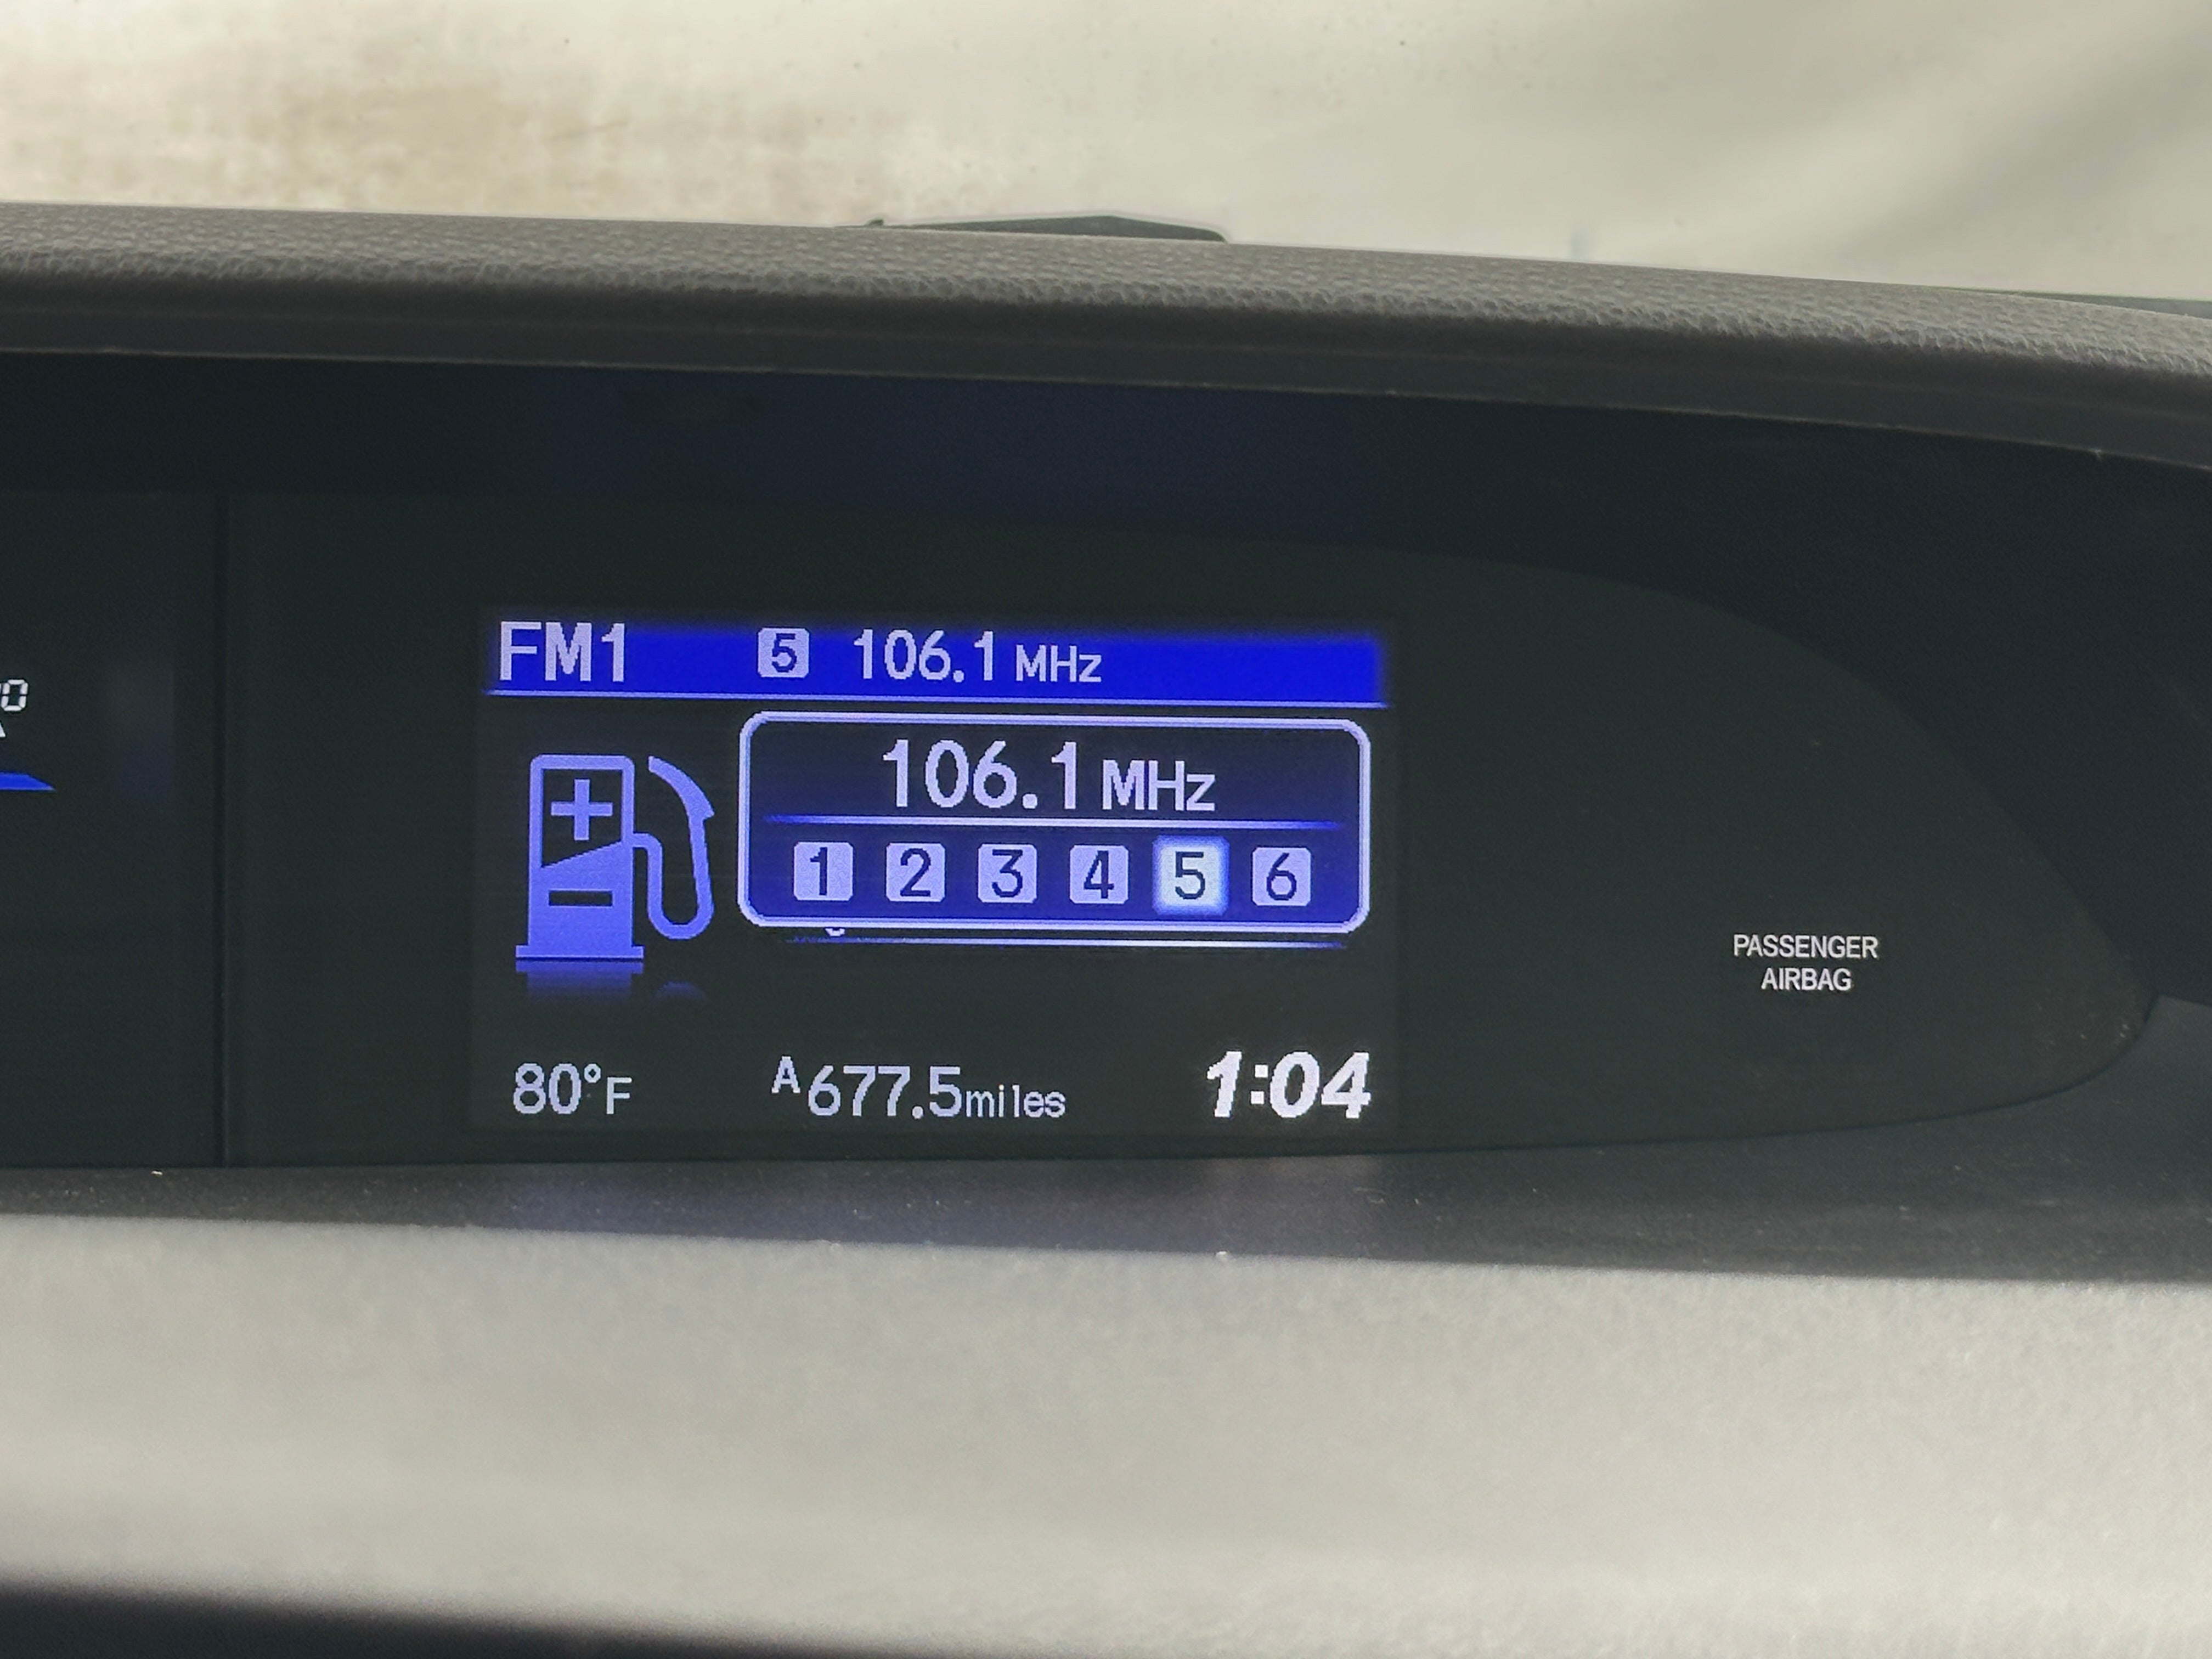 FM1 5 106.1 MHz
106.1 MHz
1 2 3 4 5 6
PASSENGER
AIRBAG
80°F A677.5miles 1:04